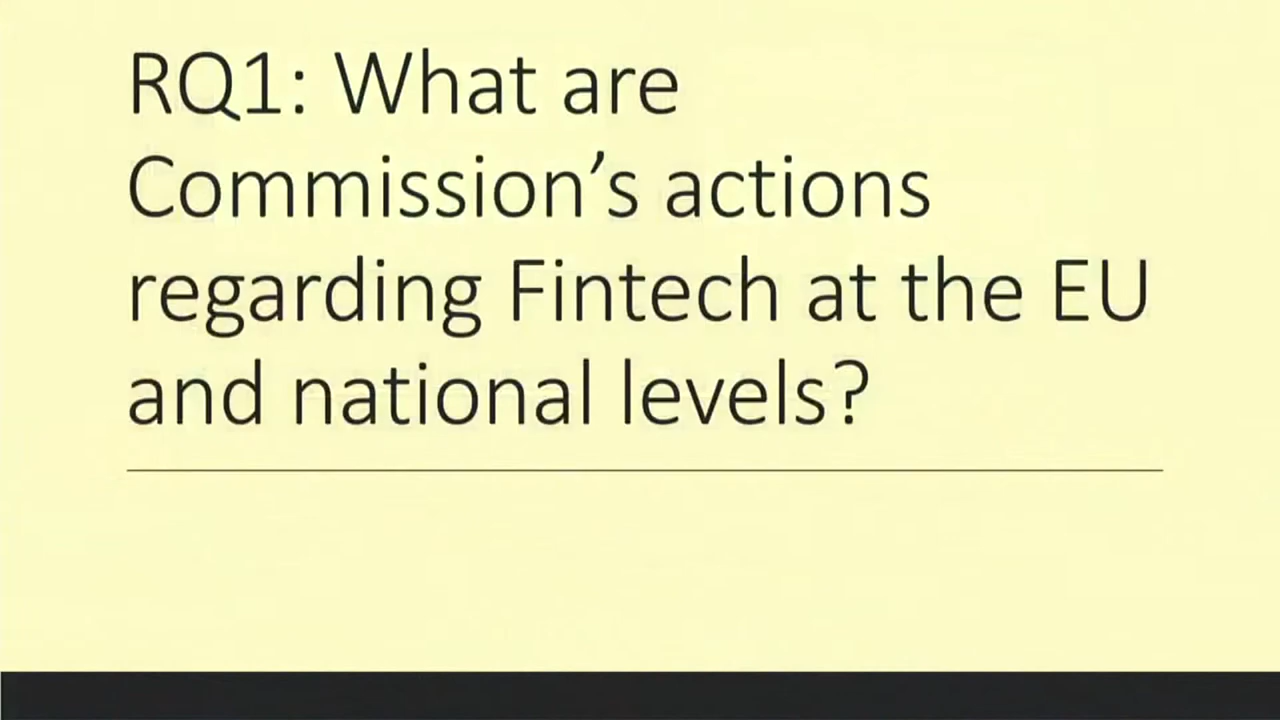 RQ1: What are
Commission’s actions
regarding Fintech at the EU
and national levels?